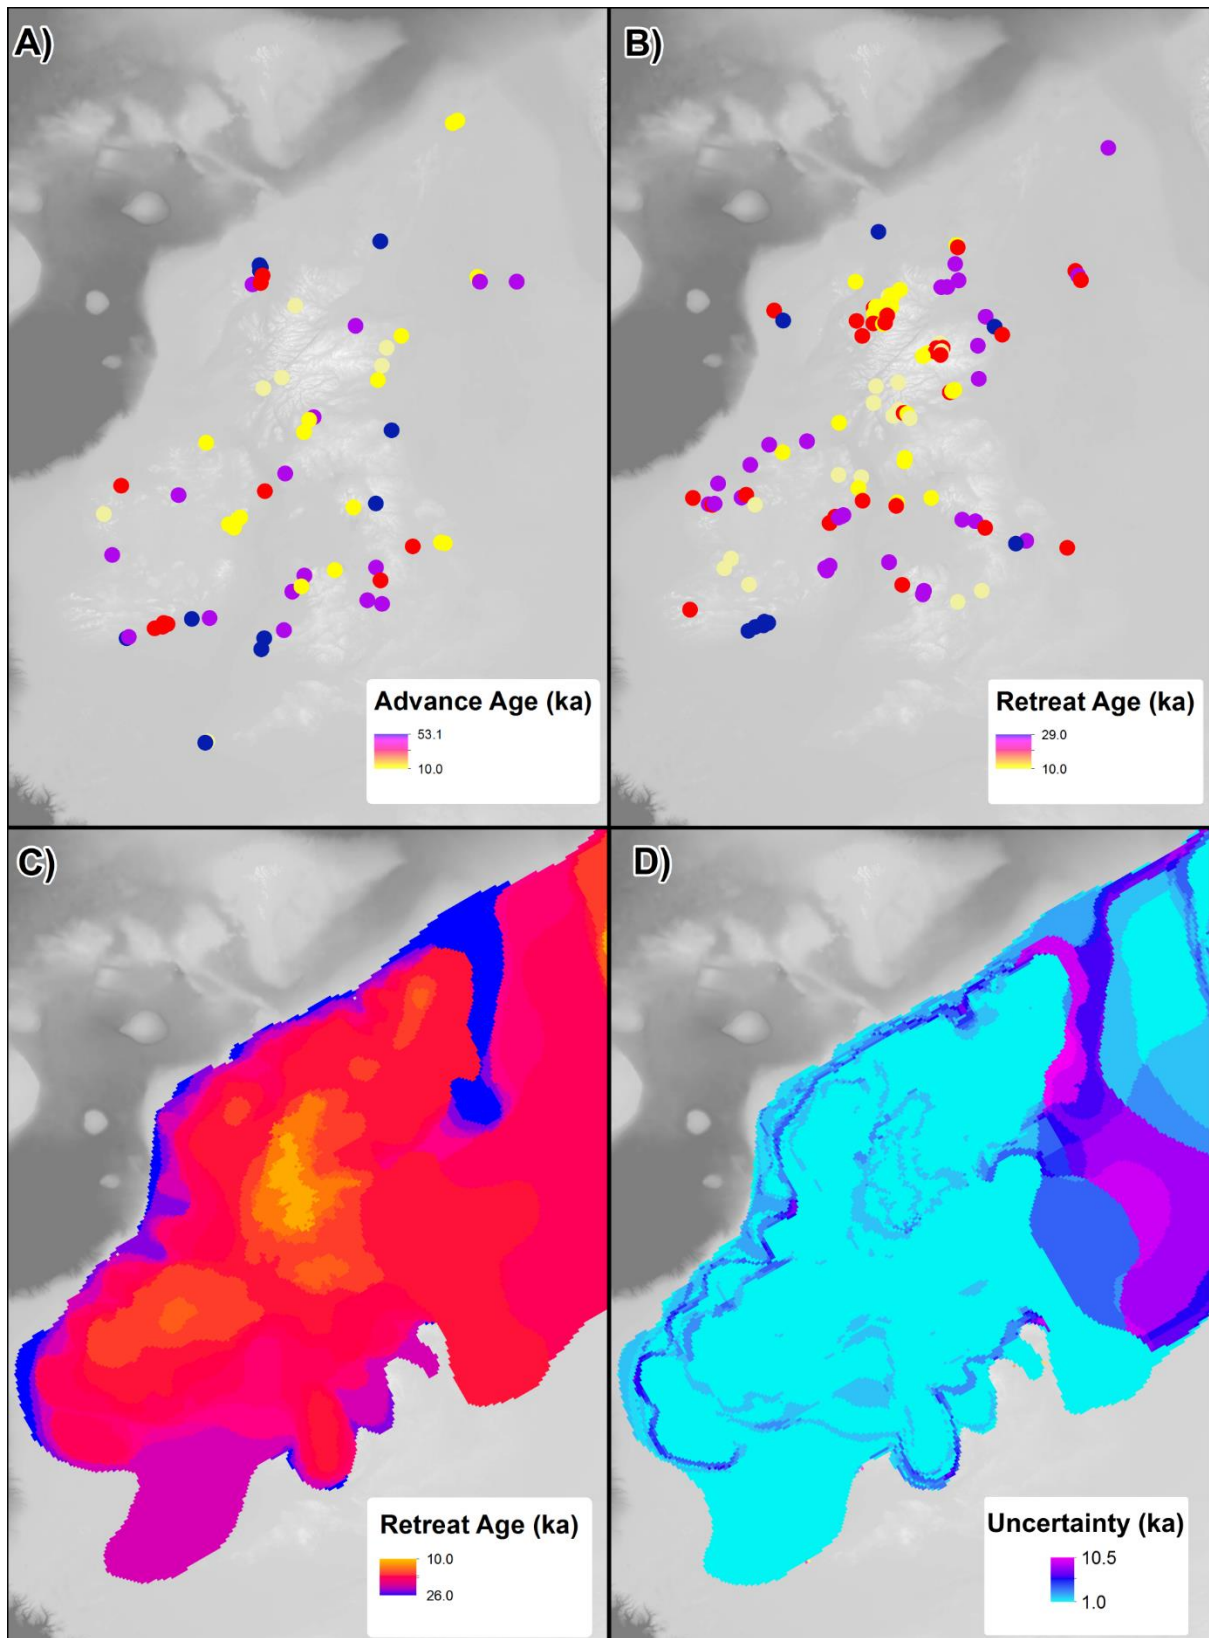 A)
B)
Advance Age (ka)
53.1
10.0
Retreat Age (ka)
29.0
10.0
C)
D)
Retreat Age (ka)
10.0
26.0
Uncertainty (ka)
10.5
1.0